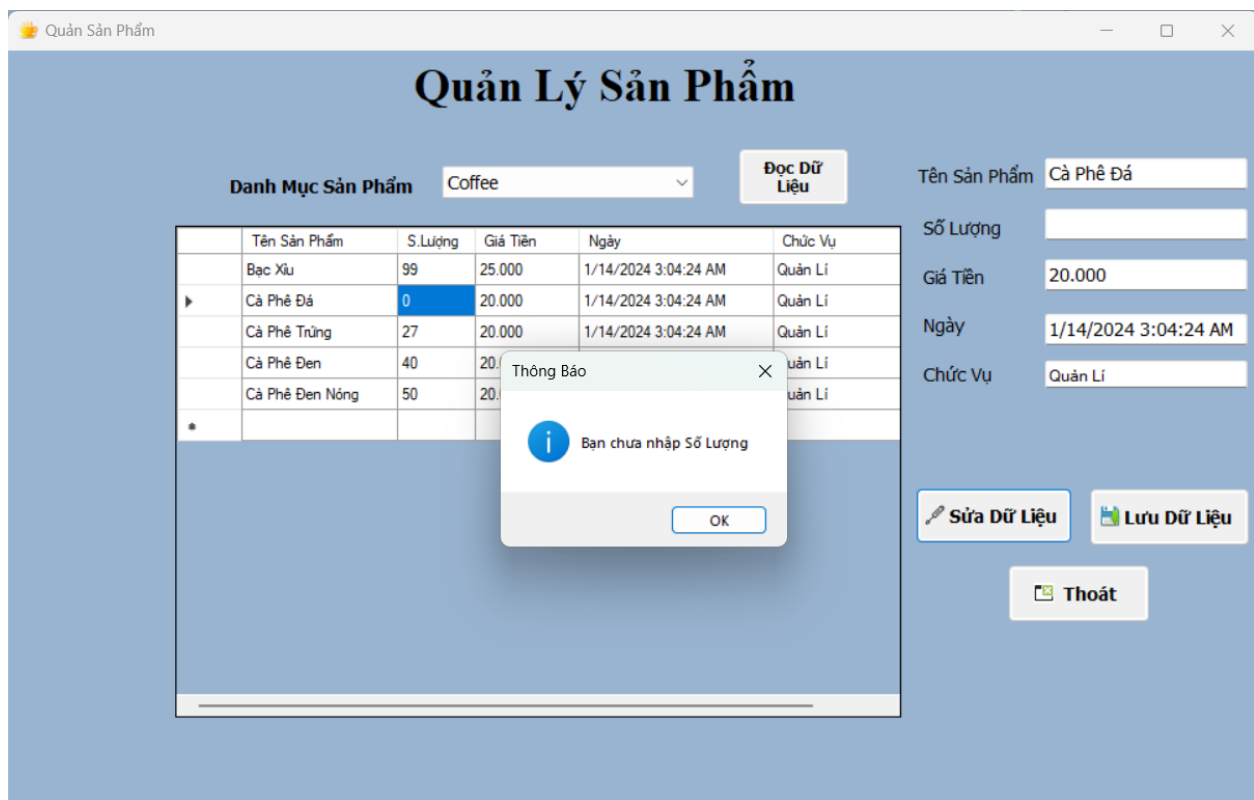 Quản Sản Phẩm
Quản Lý Sản Phẩm
Danh Mục Sản Phẩm
Coffee
Đọc Dữ
Liệu
Tên Sản Phẩm S.Lượng Giá Tiền Ngày Chức Vụ
Bạc Xỉu 99 25.000 1/14/2024 3:04:24 AM Quản Lí
Cà Phê Đá 0 20.000 1/14/2024 3:04:24 AM Quản Lí
Cà Phê Trứng 27 20.000 1/14/2024 3:04:24 AM Quản Lí
Cà Phê Đen 40
Cà Phê Đen Nóng 50
Thông Báo
Bạn chưa nhập Số Lượng
OK
Tên Sản Phẩm Cà Phê Đá
Số Lượng
Giá Tiền 20.000
Ngày 1/14/2024 3:04:24 AM
Chức Vụ Quản Lí
Sửa Dữ Liệu
Lưu Dữ Liệu
Thoát